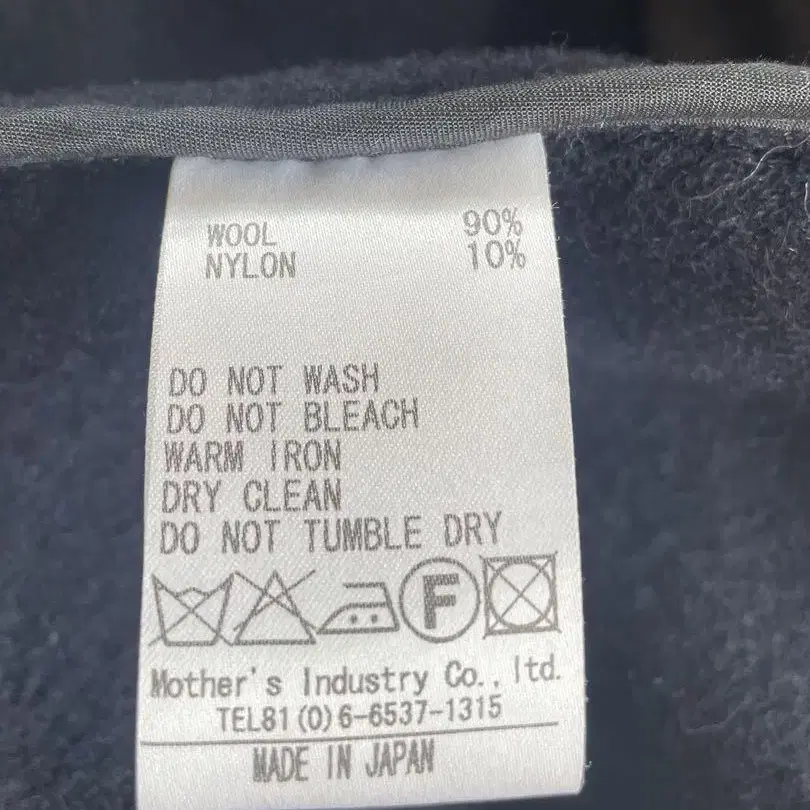 WOOL 90%
NYLON 10%
DO NOT WASH
DO NOT BLEACH
WARM IRON
DRY CLEAN
DO NOT TUMBLE DRY
F
Mother's Industry Co., ltd.
TEL81(0)6-6537-1315
MADE IN JAPAN